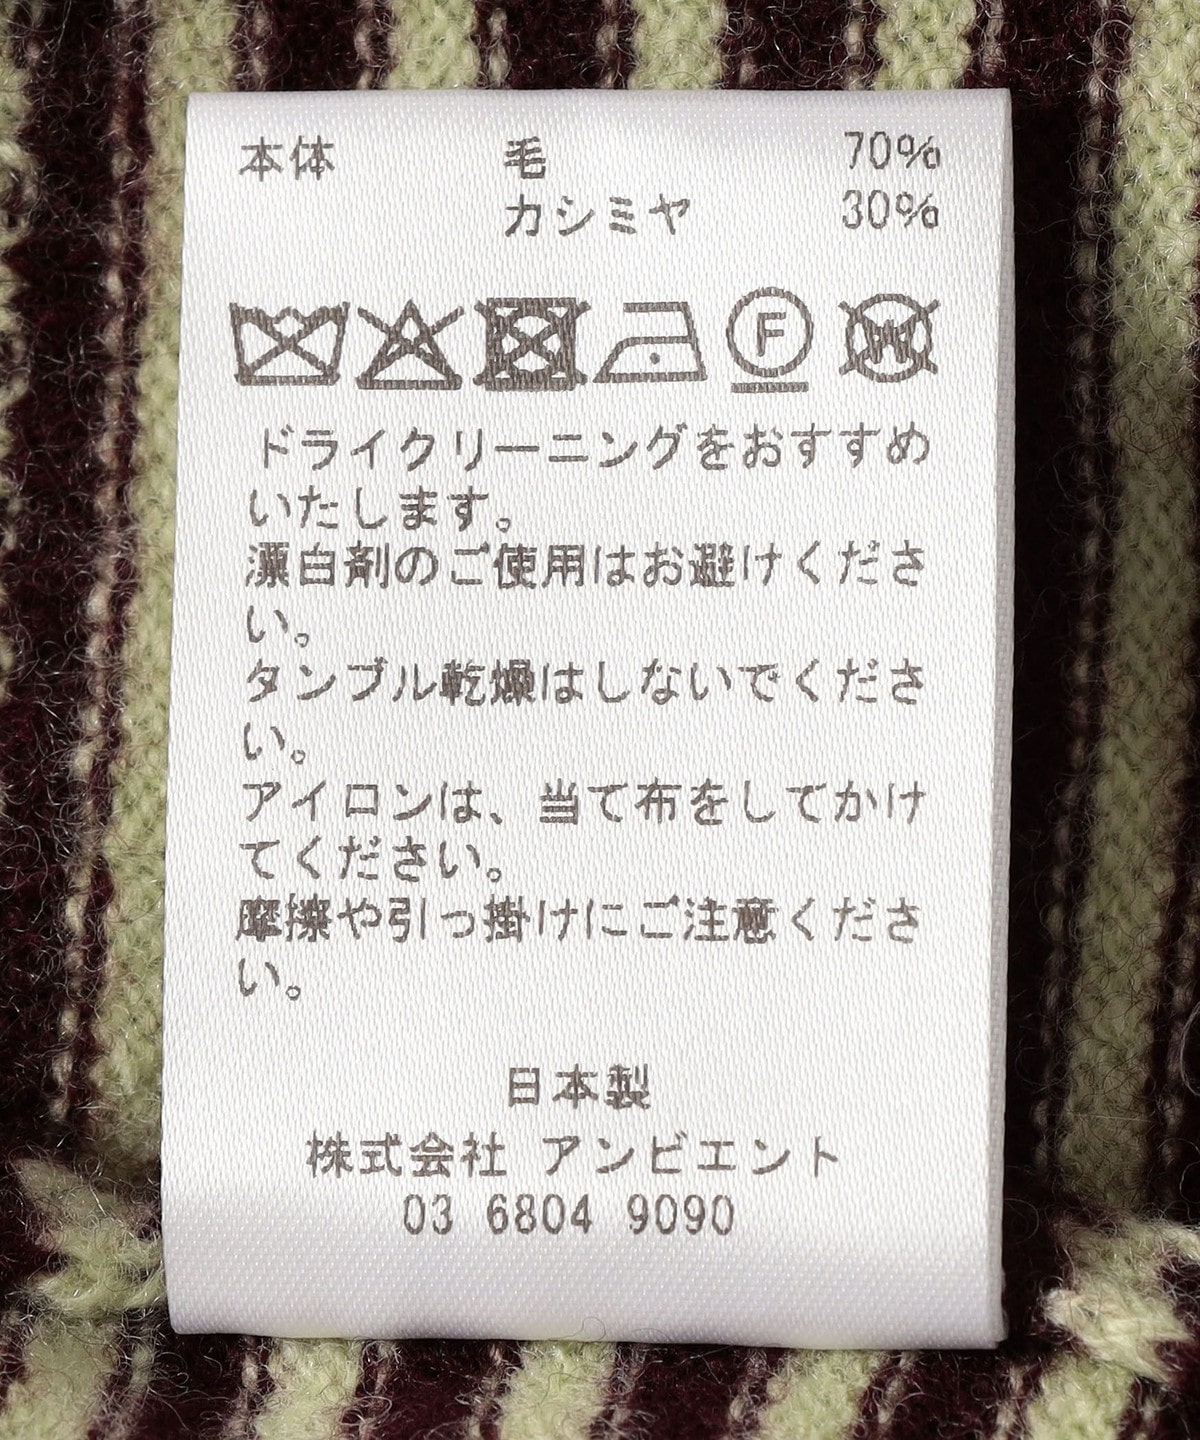 本体 毛 70%
カシミヤ 30%
F W
ドライクリーニングをおすすめ
いたします。
漂白剤のご使用はお避けくださ
い。
タンブル乾燥はしないでくださ
い。
アイロンは、当て布をしてかけ
てください。
摩擦や引っ掛けにご注意くださ
い。
日本製
株式会社 アンビエント
03 6804 9090